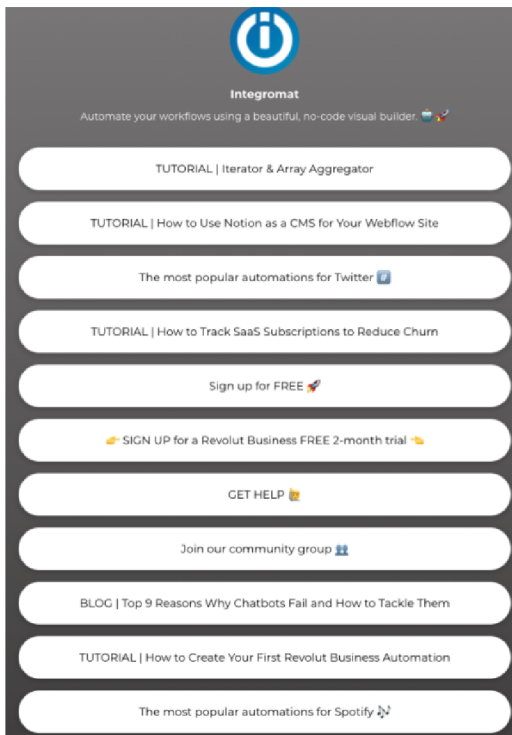 Integromat
Automate your workflows using a beautiful, no-code visual builder. 🤖🚀
TUTORIAL | Iterator & Array Aggregator
TUTORIAL | How to Use Notion as a CMS for Your Webflow Site
The most popular automations for Twitter #️⃣
TUTORIAL | How to Track SaaS Subscriptions to Reduce Churn
Sign up for FREE 🚀
👉 SIGN UP for a Revolut Business FREE 2-month trial 👈
GET HELP 🙋
Join our community group 👥
BLOG | Top 9 Reasons Why Chatbots Fail and How to Tackle Them
TUTORIAL | How to Create Your First Revolut Business Automation
The most popular automations for Spotify 🎶